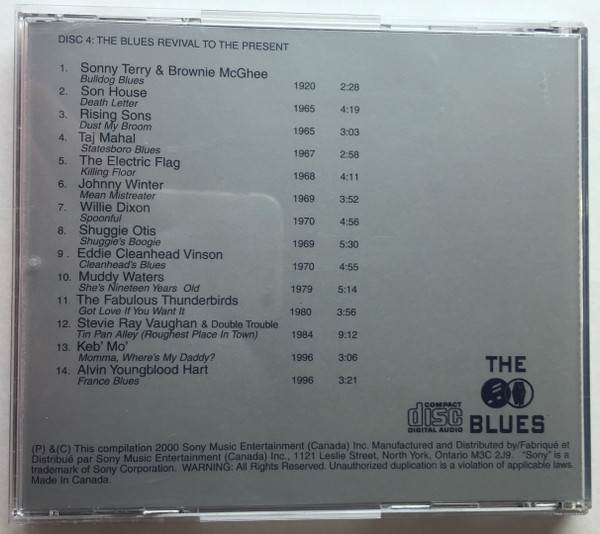 DISC 4: THE BLUES REVIVAL TO THE PRESENT
1. Sonny Terry & Brownie McGhee
Bulldog Blues 1920 2:28
2. Son House
Death Letter 1965 4:19
3. Rising Sons
Dust My Broom 1965 3:03
4. Taj Mahal
Statesboro Blues 1967 2:58
5. The Electric Flag
Killing Floor 1968 4:11
6. Johnny Winter
Mean Mistreater 1969 3:52
7. Willie Dixon
Spoonful 1970 4:56
8. Shuggie Otis
Shuggie's Boogie 1969 5:30
9 . Eddie Cleanhead Vinson
Cleanhead's Blues 1970 4:55
10. Muddy Waters
She's Nineteen Years Old 1979 5:14
11. The Fabulous Thunderbirds
Got Love If You Want It 1980 3:56
12. Stevie Ray Vaughan & Double Trouble
Tin Pan Alley (Roughest Place In Town) 1984 9:12
13. Keb' Mo'
Momma, Where's My Daddy? 1996 3:06
14. Alvin Youngblood Hart
France Blues 1996 3:21
THE
BLUES
COMPACT
disc
DIGITAL AUDIO
(P) &(C) This compilation 2000 Sony Music Entertainment (Canada) Inc. Manufactured and Distributed by/Fabriqué et
Distribué par Sony Music Entertainment (Canada) Inc., 1121 Leslie Street, North York, Ontario M3C 2J9. "Sony" is a
trademark of Sony Corporation. WARNING: All Rights Reserved. Unauthorized duplication is a violation of applicable laws.
Made In Canada.